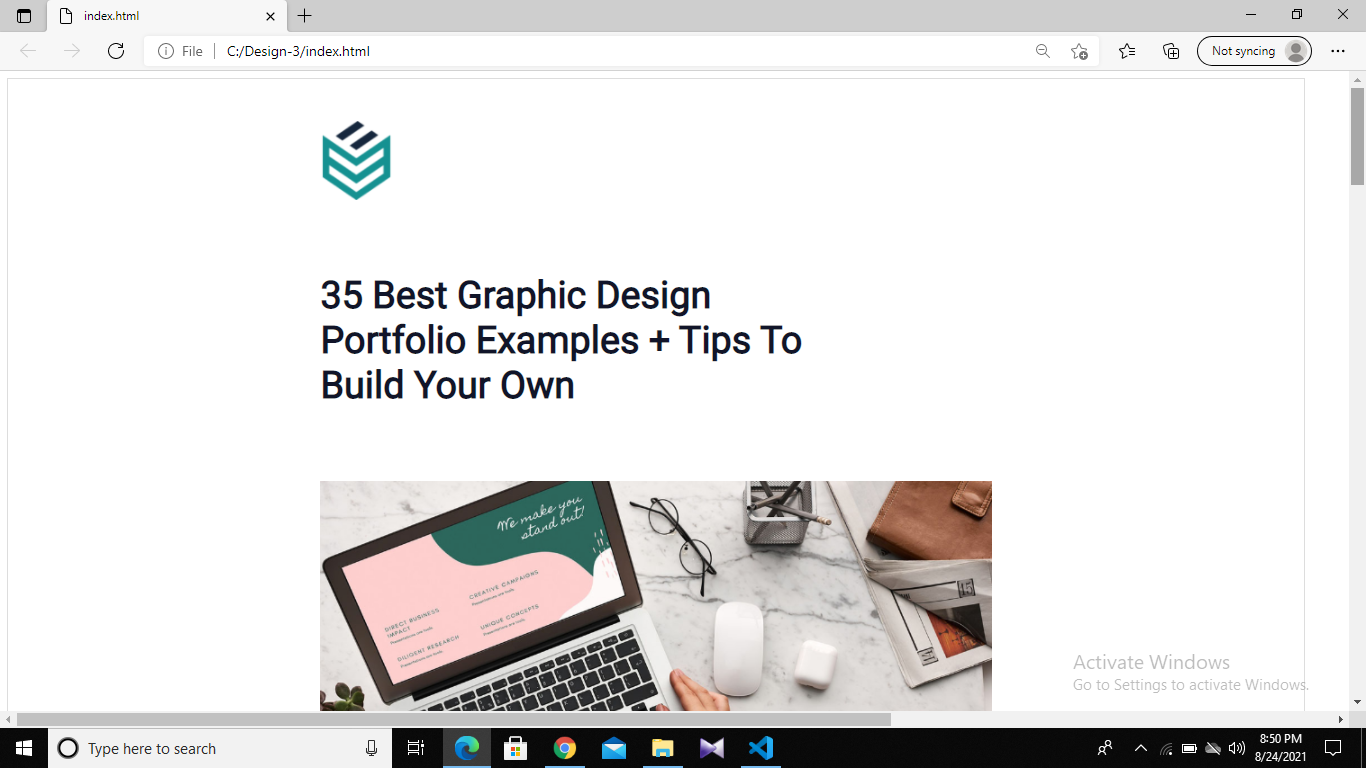 index.html
File
C:/Design-3/index.html
Not syncing
35 Best Graphic Design
Portfolio Examples + Tips To
Build Your Own
We make you
stand out!
CREATIVE CAMPAIGNS
DIRECT BUSINESS
IMPACT
UNIQUE CONCEPTS
DILIGENT RESEARCH
15
Activate Windows
Go to Settings to activate Windows.
Type here to search
8:50 PM
8/24/2021